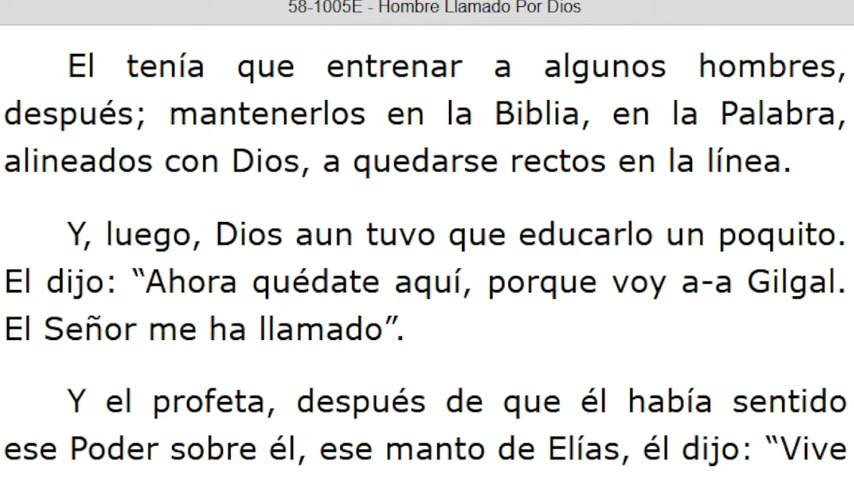 58-1005E - Hombre Llamado Por Dios
El tenía que entrenar a algunos hombres,
después; mantenerlos en la Biblia, en la Palabra,
alineados con Dios, a quedarse rectos en la línea.
Y, luego, Dios aun tuvo que educarlo un poquito.
El dijo: “Ahora quédate aquí, porque voy a-a Gilgal.
El Señor me ha llamado”.
Y el profeta, después de que él había sentido
ese Poder sobre él, ese manto de Elías, él dijo: “Vive